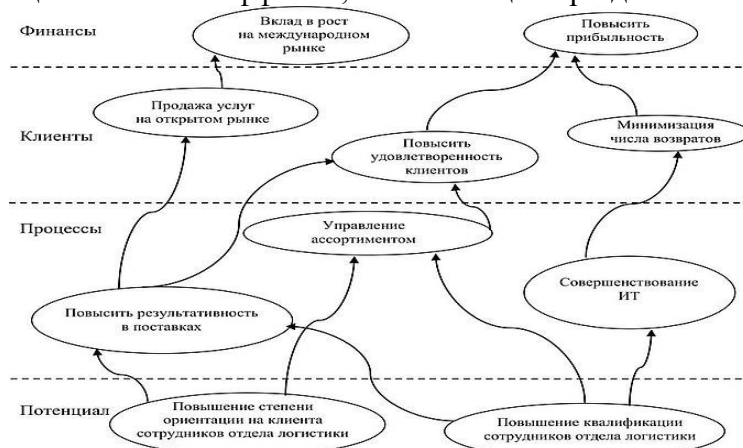 Финансы
Вклад в рост
на международном
рынке
Повысить
прибыльность
Продажа услуг
на открытом рынке
Клиенты
Повысить
удовлетворенность
клиентов
Минимизация
числа возвратов
Процессы
Управление
ассортиментом
Совершенствование
ИТ
Повысить результативность
в поставках
Потенциал
Повышение степени
ориентации на клиента
сотрудников отдела логистики
Повышение квалификации
сотрудников отдела логистики